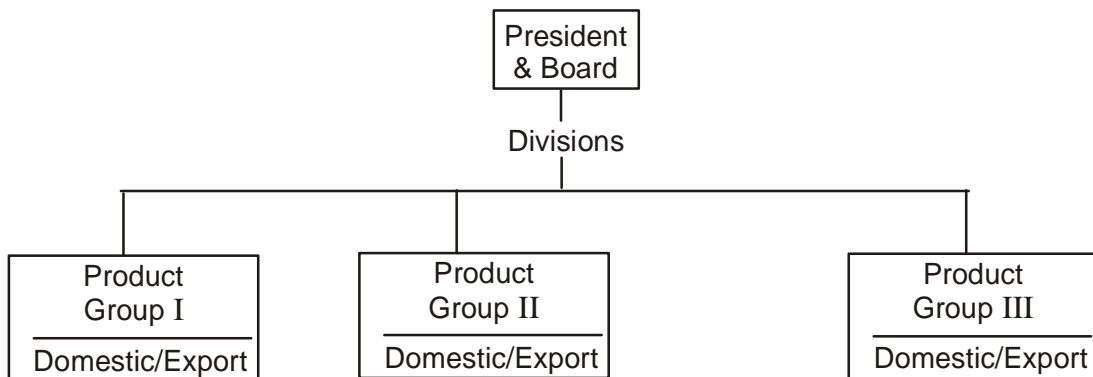 President
& Board
Divisions
Product
Group I
Domestic/Export
Product
Group II
Domestic/Export
Product
Group III
Domestic/Export